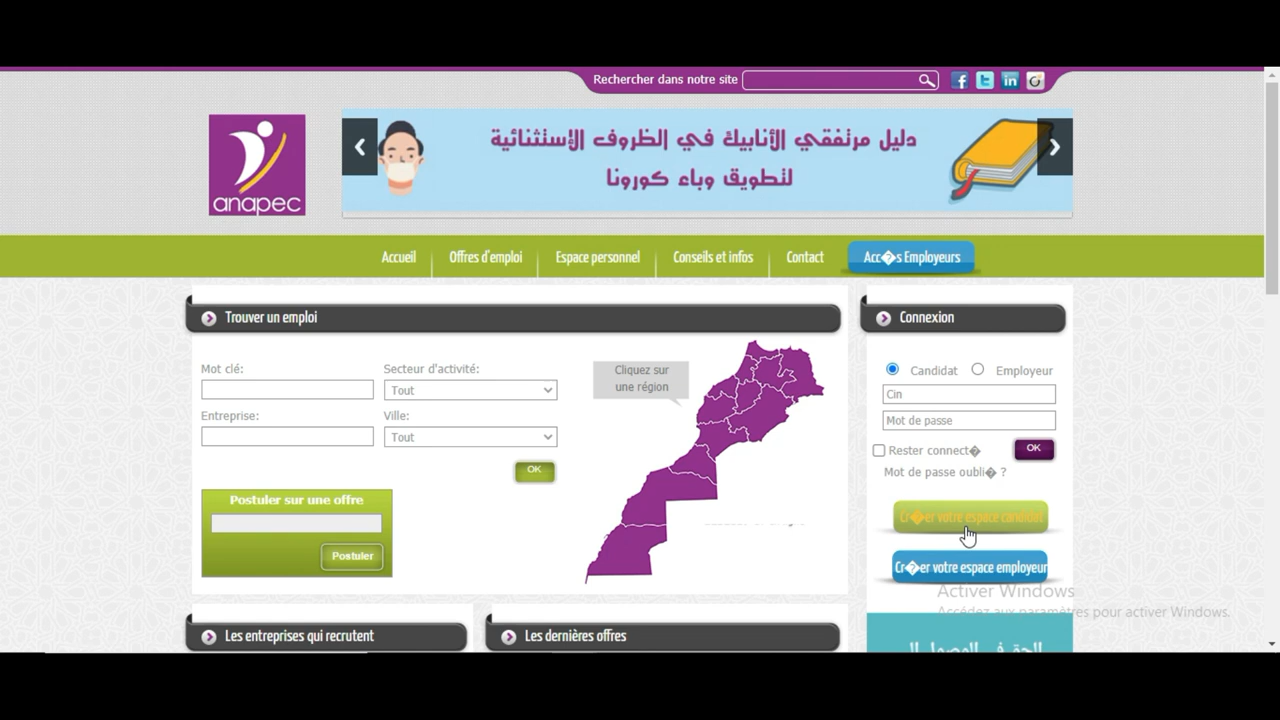 Rechercher dans notre site
anapec
دليل مرتفقي الأنابيك في الظروف الإستثنائية
لتطويق وباء كورونا
Accueil
Offres d'emploi
Espace personnel
Conseils et infos
Contact
Acc�s Employeurs
Trouver un emploi
Mot clé:
Secteur d'activité:
Tout
Entreprise:
Ville:
Tout
OK
Cliquez sur
une région
Postuler sur une offre
Postuler
Connexion
Candidat
Employeur
Cin
Mot de passe
Rester connect�
OK
Mot de passe oubli� ?
Cr�er votre espace candidat
Cr�er votre espace employeur
Activer Windows
Accédez aux paramètres pour activer Windows.
Les entreprises qui recrutent
Les dernières offres